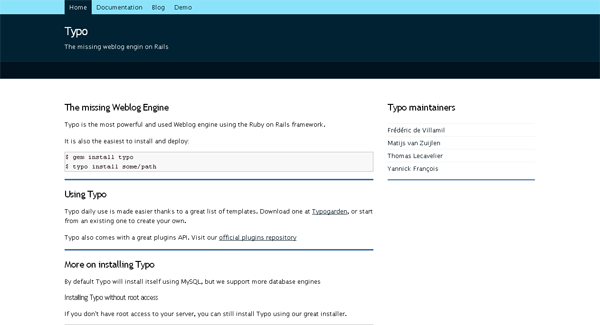 Home Documentation Blog Demo
Typo
The missing weblog engin on Rails
The missing Weblog Engine
Typo is the most powerful and used Weblog engine using the Ruby on Rails framework.
It is also the easiest to install and deploy:
$ gem install typo
$ typo install some/path
Using Typo
Typo daily use is made easier thanks to a great list of templates. Download one at Typogarden, or start
from an existing one to create your own.
Typo also comes with a great plugins API. Visit our official plugins repository
More on installing Typo
By default Typo will install itself using MySQL, but we support more database engines
Installing Typo without root access
If you don't have root access to your server, you can still install Typo using our great installer.
Typo maintainers
Frédéric de Villamil
Matijs van Zuijlen
Thomas Lecavelier
Yannick François